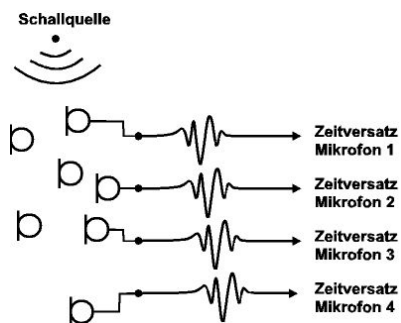 Schallquelle
Zeitversatz
Mikrofon 1
Zeitversatz
Mikrofon 2
Zeitversatz
Mikrofon 3
Zeitversatz
Mikrofon 4